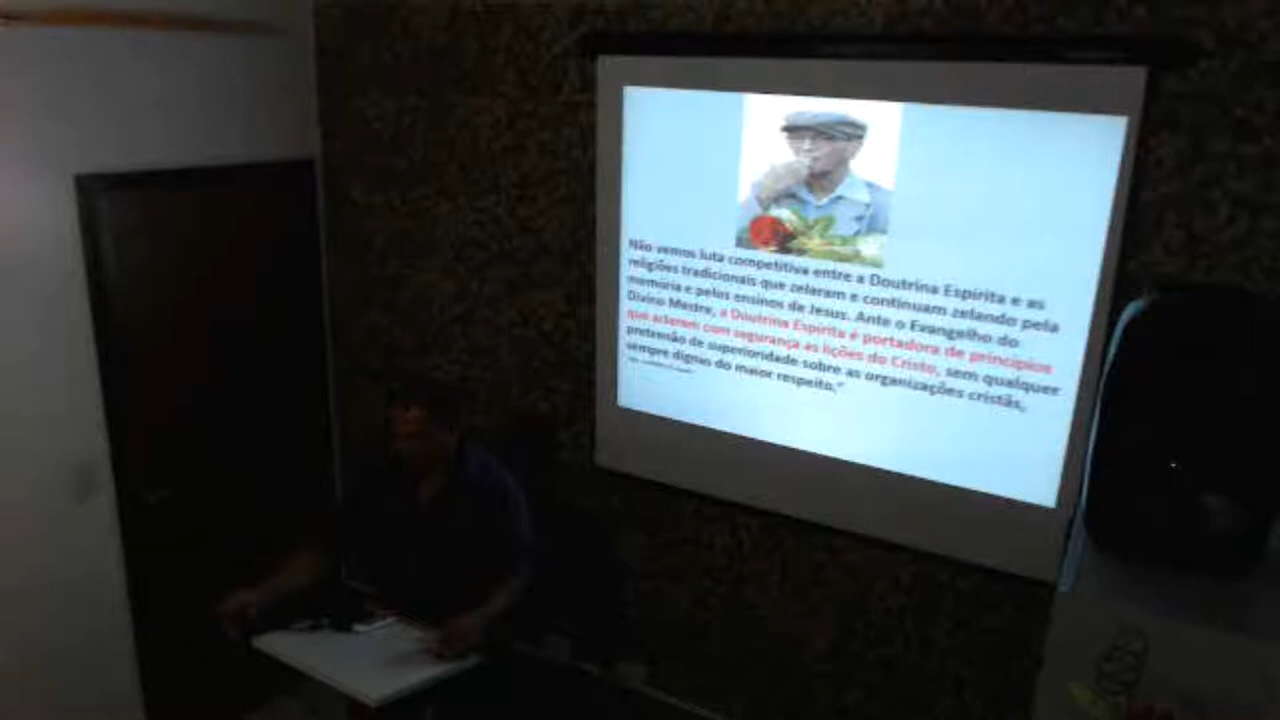 Não vemos luta competitiva entre a Doutrina Espírita e as
religiões tradicionais que zelaram e continuam zelando pela
memória e pelos ensinos de Jesus. Ante o Evangelho do
Divino Mestre, a Doutrina Espírita é portadora de princípios
que aclaram com segurança as lições do Cristo, sem qualquer
pretensão de superioridade sobre as organizações cristãs,
sempre dignas do maior respeito."